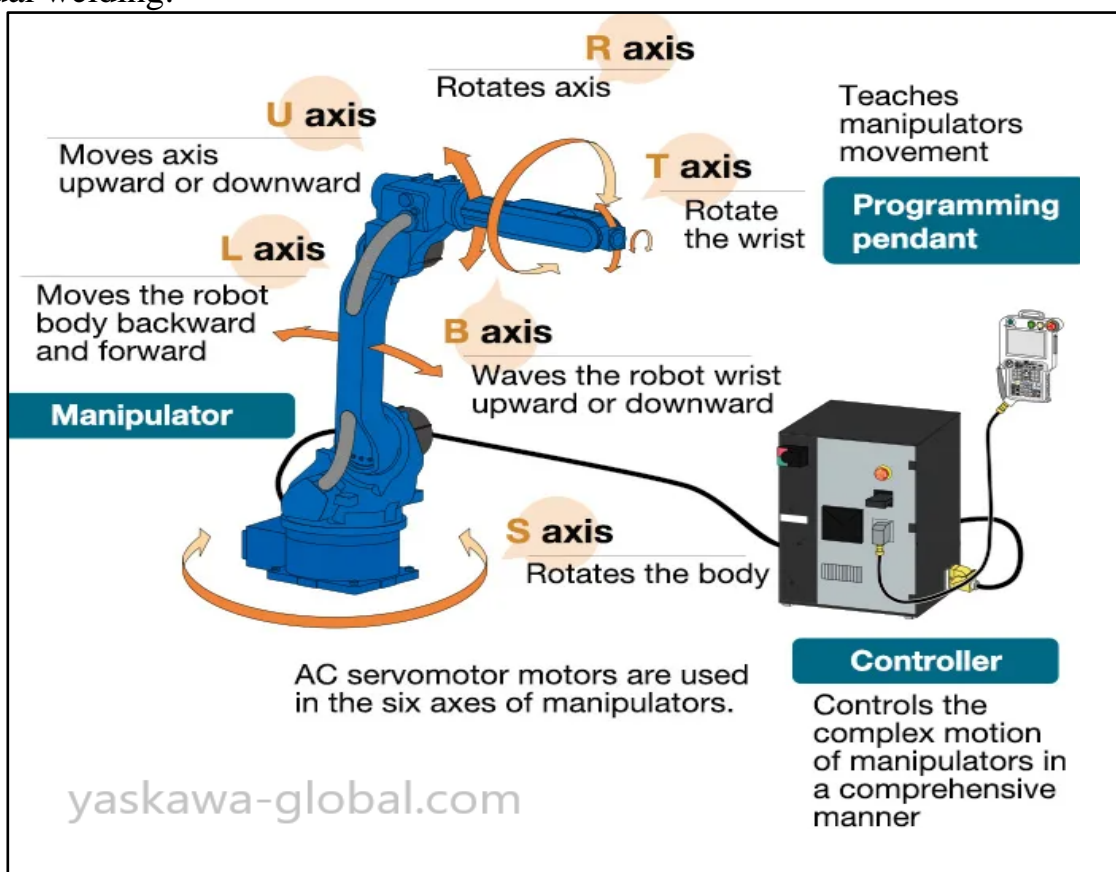 welding.
R axis
Rotates axis
U axis
Moves axis
upward or downward
Teaches
manipulators
movement
T axis
Rotate
the wrist
Programming
pendant
L axis
Moves the robot
body backward
and forward
B axis
Waves the robot wrist
upward or downward
Manipulator
S axis
Rotates the body
AC servomotor motors are used
in the six axes of manipulators.
Controller
Controls the
complex motion
of manipulators in
a comprehensive
manner
yaskawa-global.com